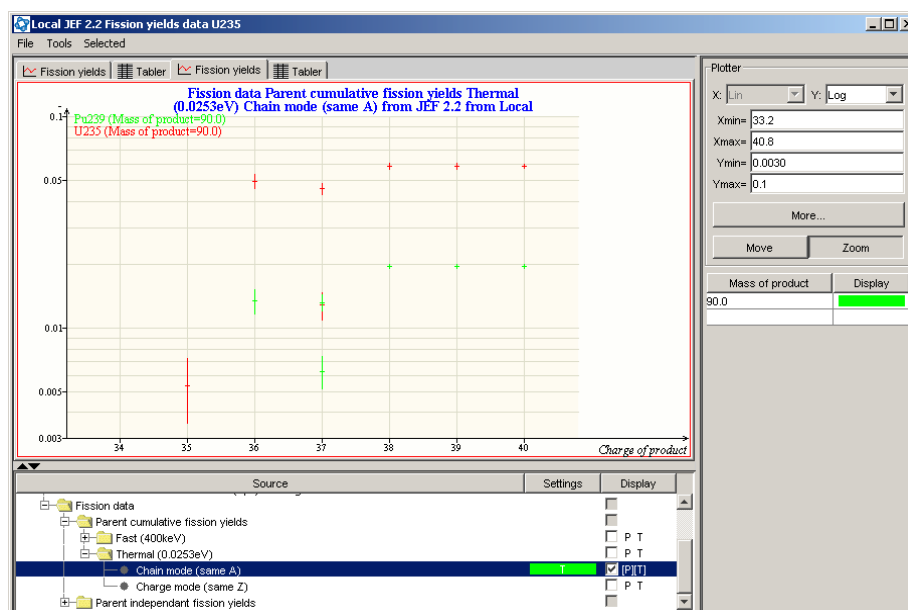 Local JEF 2.2 Fission yields data U235
File Tools Selected
Fission yields Tabler Fission yields Tabler
Fission data Parent cumulative fission yields Thermal
(0.0253eV) Chain mode (same A) from JEF 2.2 from Local
0.1
Pu239 (Mass of product=90.0)
U235 (Mass of product=90.0)
0.05
0.01
0.005
0.003
34 35 36 37 38 39 40
Charge of product
Plotter
X: Lin Y: Log
Xmin= 33.2
Xmax= 40.8
Ymin= 0.0030
Ymax= 0.1
More...
Move Zoom
Mass of product Display
90.0
Source Settings Display
Fission data
Parent cumulative fission yields
Fast (400keV) P T
Thermal (0.0253eV) P T
Chain mode (same A) T [P][T]
Charge mode (same Z) P T
Parent independant fission yields